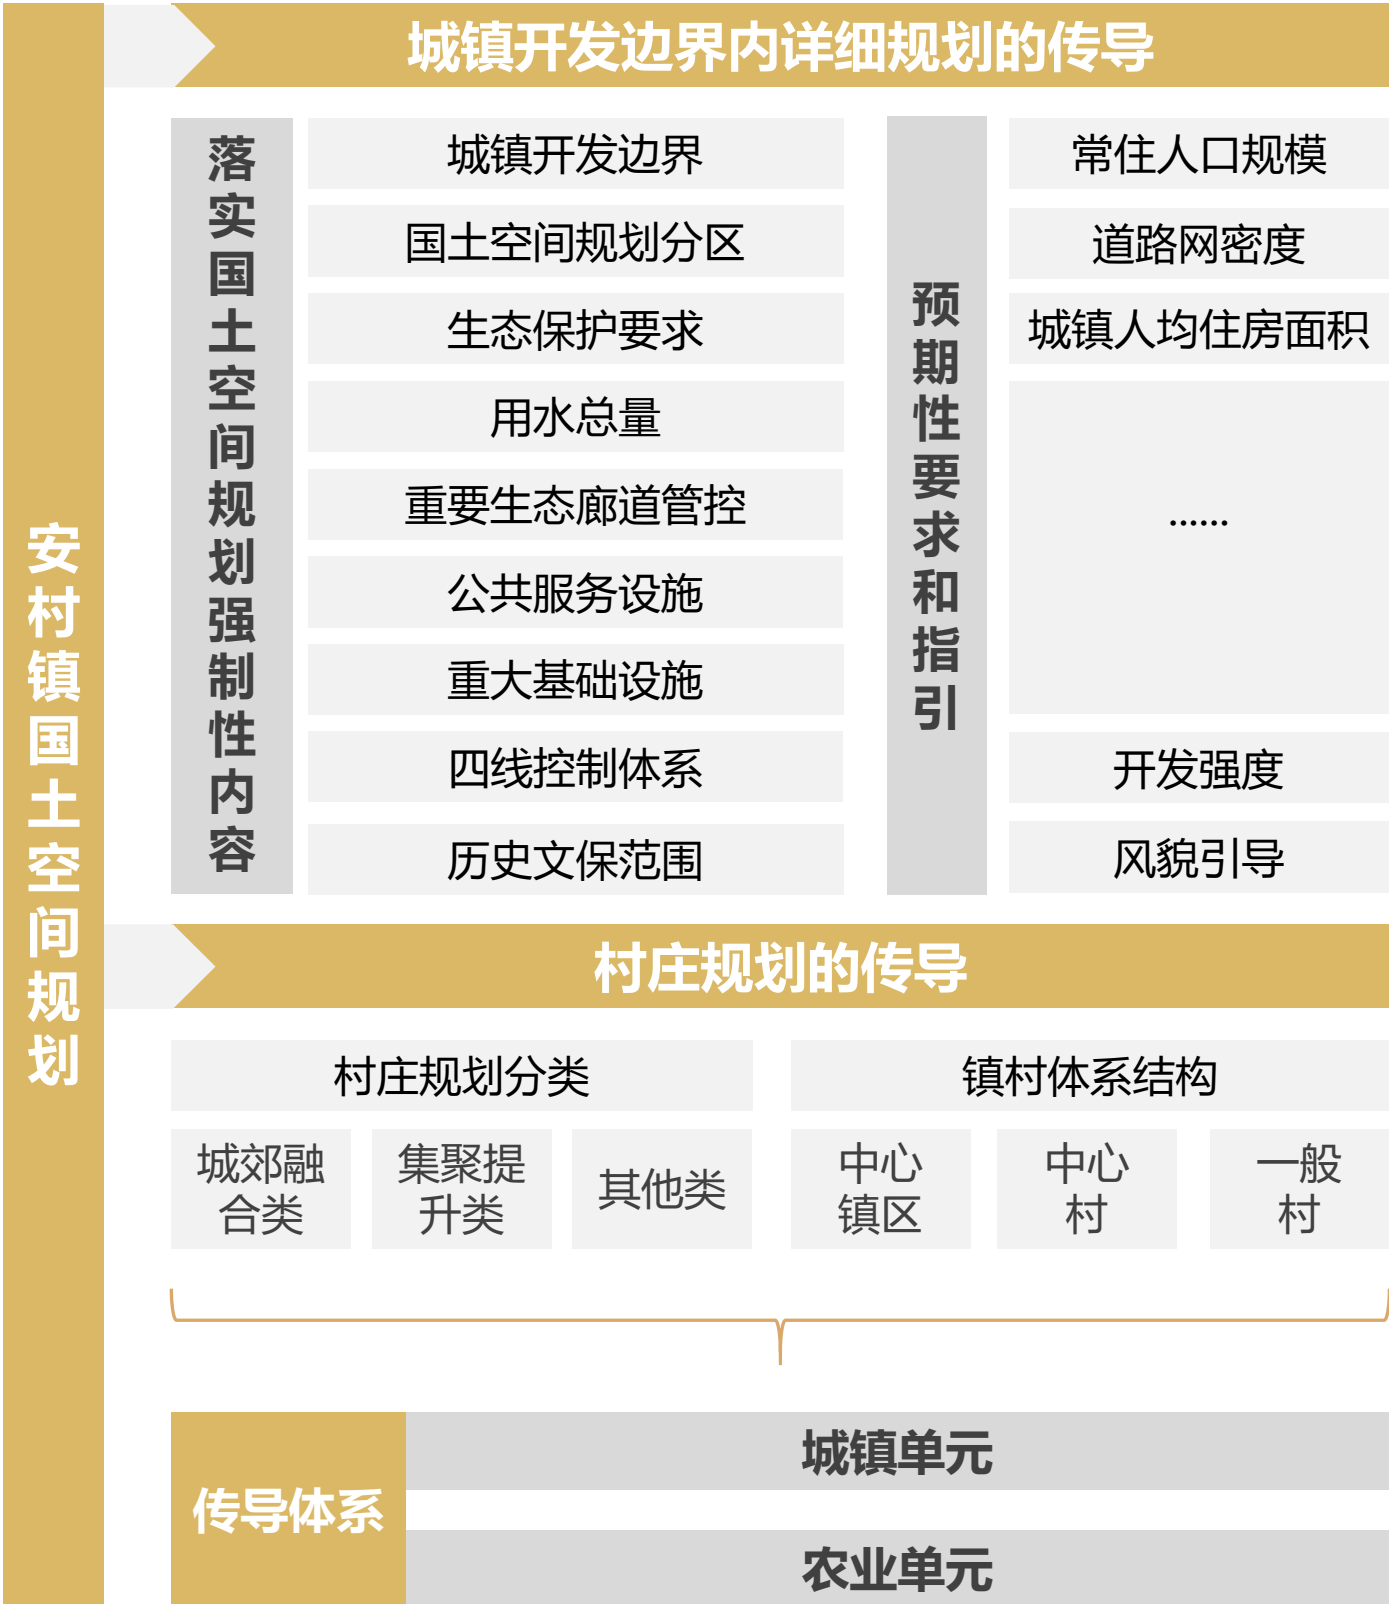 安村镇国土空间规划
城镇开发边界内详细规划的传导
落实国土空间规划强制性内容
城镇开发边界
国土空间规划分区
生态保护要求
用水总量
重要生态廊道管控
公共服务设施
重大基础设施
四线控制体系
历史文保范围
预期性要求和指引
常住人口规模
道路网密度
城镇人均住房面积
......
开发强度
风貌引导
村庄规划的传导
村庄规划分类
镇村体系结构
城郊融
合类
集聚提
升类
其他类
中心
镇区
中心
村
一般
村
传导体系
城镇单元
农业单元